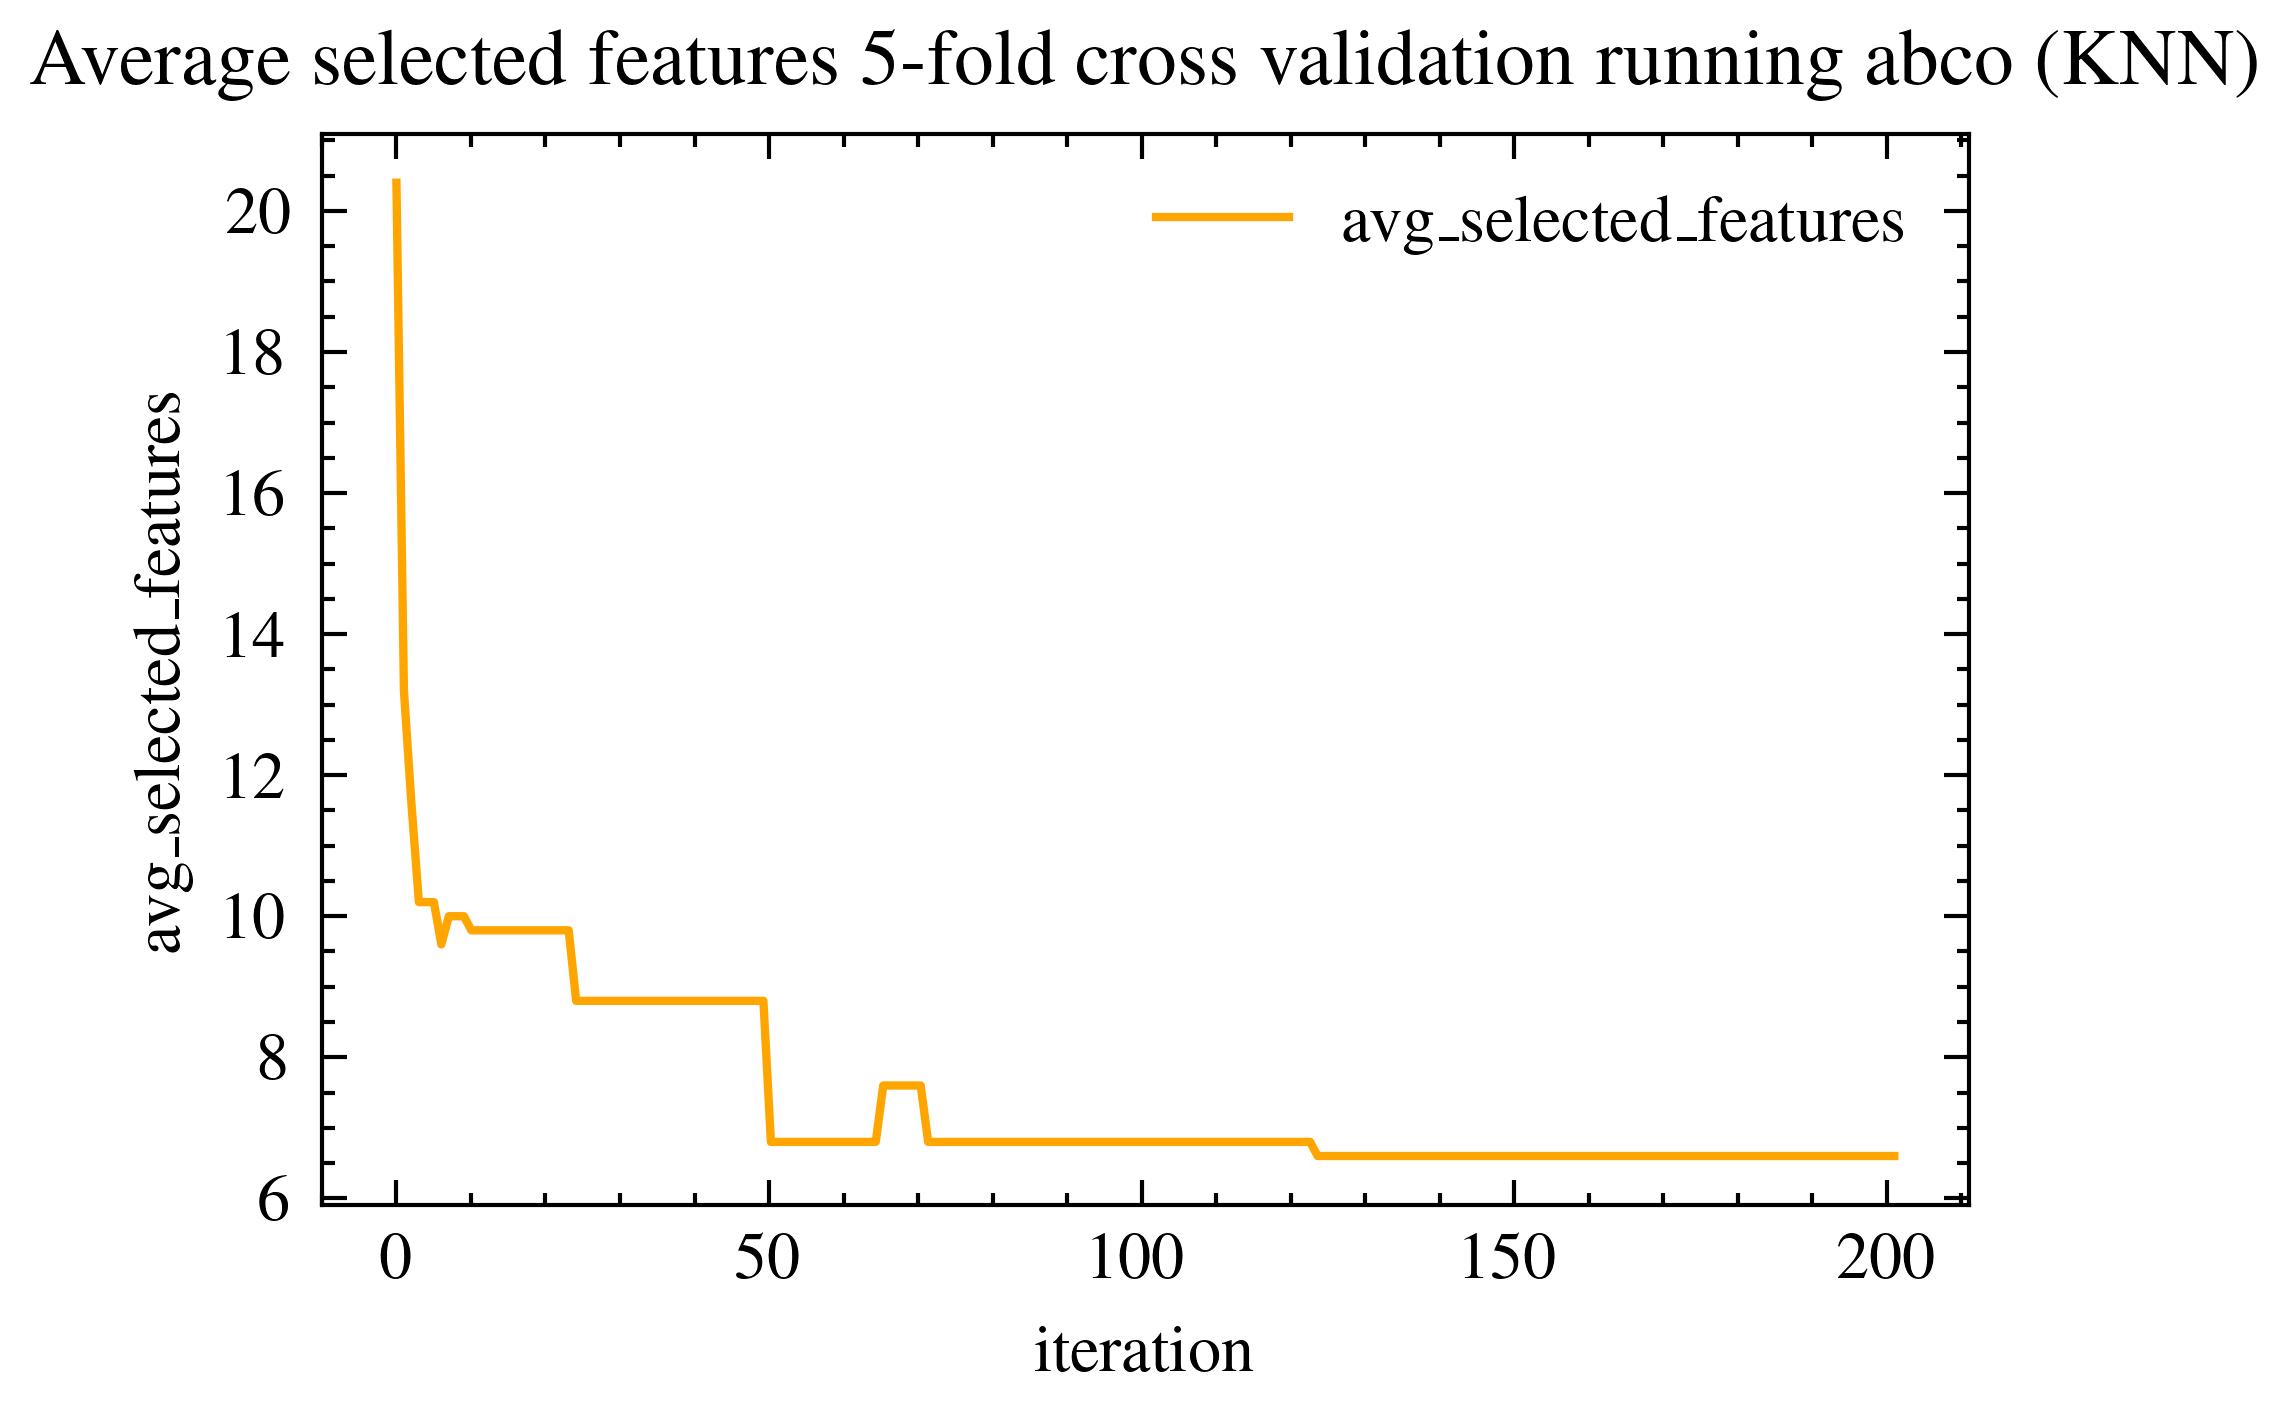 Average selected features 5-fold cross validation running abco (KNN)
avg_selected_features
avg_selected_features
20
18
16
14
12
10
8
6
0 50 100 150 200
iteration